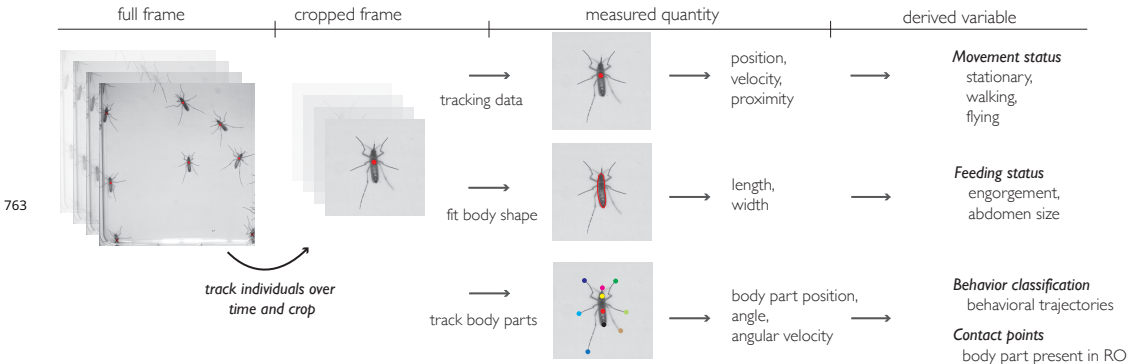 full frame
cropped frame
measured quantity
derived variable
763
track individuals over
time and crop
tracking data
position,
velocity,
proximity
Movement status
stationary,
walking,
flying
fit body shape
length,
width
Feeding status
engorgement,
abdomen size
track body parts
body part position,
angle,
angular velocity
Behavior classification
behavioral trajectories
Contact points
body part present in RO